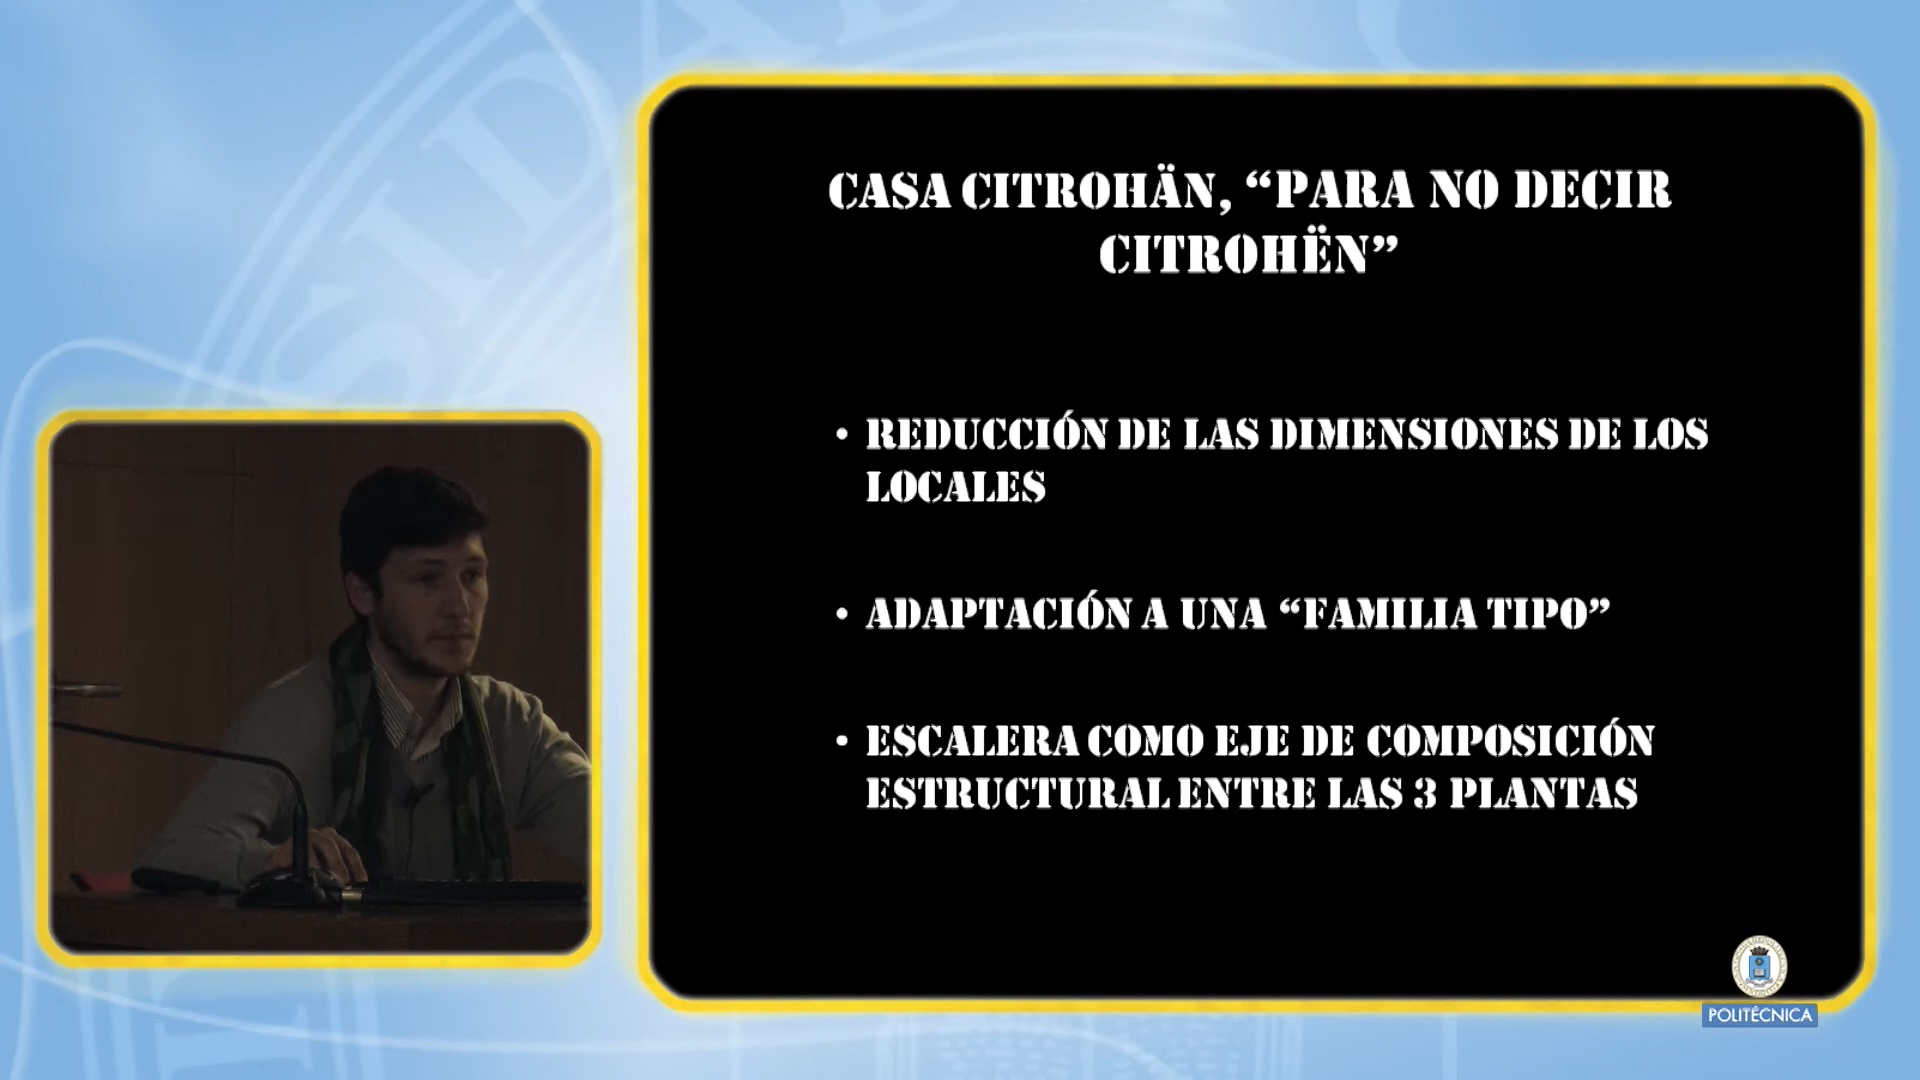 CASA CITROHÄN, “PARA NO DECIR
CITROHËN”
• REDUCCIÓN DE LAS DIMENSIONES DE LOS
LOCALES
• ADAPTACIÓN A UNA “FAMILIA TIPO”
• ESCALERA COMO EJE DE COMPOSICIÓN
ESTRUCTURAL ENTRE LAS 3 PLANTAS
POLITÉCNICA